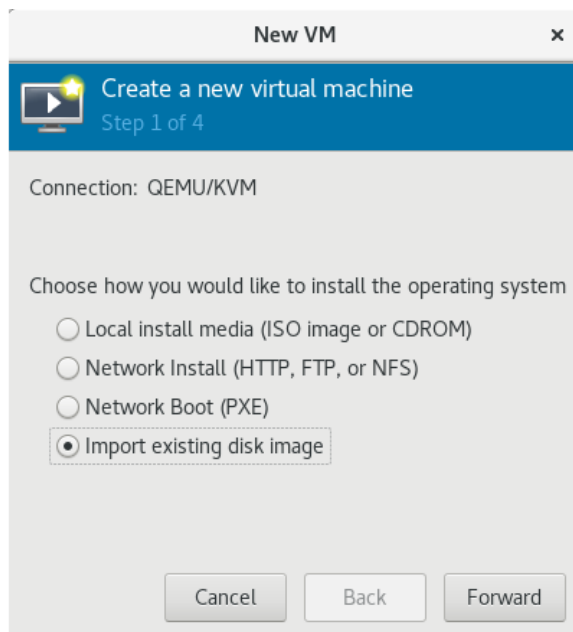 New VM
Create a new virtual machine
Step 1 of 4
Connection: QEMU/KVM
Choose how you would like to install the operating system
Local install media (ISO image or CDROM)
Network Install (HTTP, FTP, or NFS)
Network Boot (PXE)
Import existing disk image
Cancel Back Forward